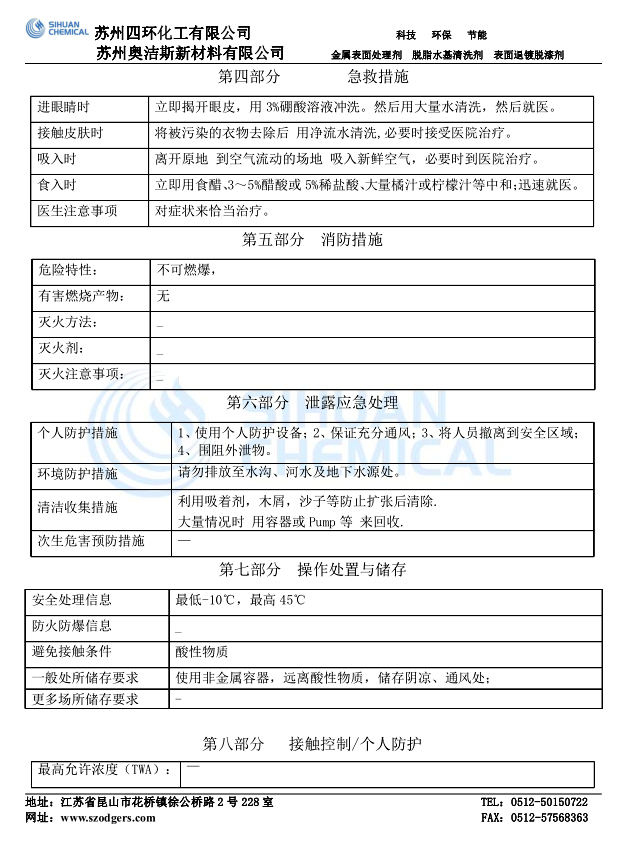 SIHUAN CHEMICAL
苏州四环化工有限公司 科技 环保 节能
苏州奥洁斯新材料有限公司 金属表面处理剂 脱脂水基清洗剂 表面退镀脱漆剂
第四部分 急救措施
进眼睛时 立即揭开眼皮，用 3%硼酸溶液冲洗。然后用大量水清洗，然后就医。
接触皮肤时 将被污染的衣物去除后 用净流水清洗,必要时接受医院治疗。
吸入时 离开原地 到空气流动的场地 吸入新鲜空气，必要时到医院治疗。
食入时 立即用食醋、3～5%醋酸或 5%稀盐酸、大量橘汁或柠檬汁等中和；迅速就医。
医生注意事项 对症状来恰当治疗。
第五部分 消防措施
危险特性： 不可燃爆，
有害燃烧产物： 无
灭火方法： _
灭火剂： _
灭火注意事项： _
第六部分 泄露应急处理
SIHUAN
CHEMICAL
个人防护措施 1、使用个人防护设备；2、保证充分通风；3、将人员撤离到安全区域；
4、围阻外泄物。
环境防护措施 请勿排放至水沟、河水及地下水源处。
清洁收集措施 利用吸着剂，木屑，沙子等防止扩张后清除.
大量情况时 用容器或 Pump 等 来回收.
次生危害预防措施 —
第七部分 操作处置与储存
安全处理信息 最低-10℃，最高 45℃
防火防爆信息 _
避免接触条件 酸性物质
一般处所储存要求 使用非金属容器，远离酸性物质，储存阴凉、通风处；
更多场所储存要求 -
第八部分 接触控制/个人防护
最高允许浓度（TWA）： —
地址：江苏省昆山市花桥镇徐公桥路 2 号 228 室 TEL：0512-50150722
网址：www.szodgers.com FAX：0512-57568363